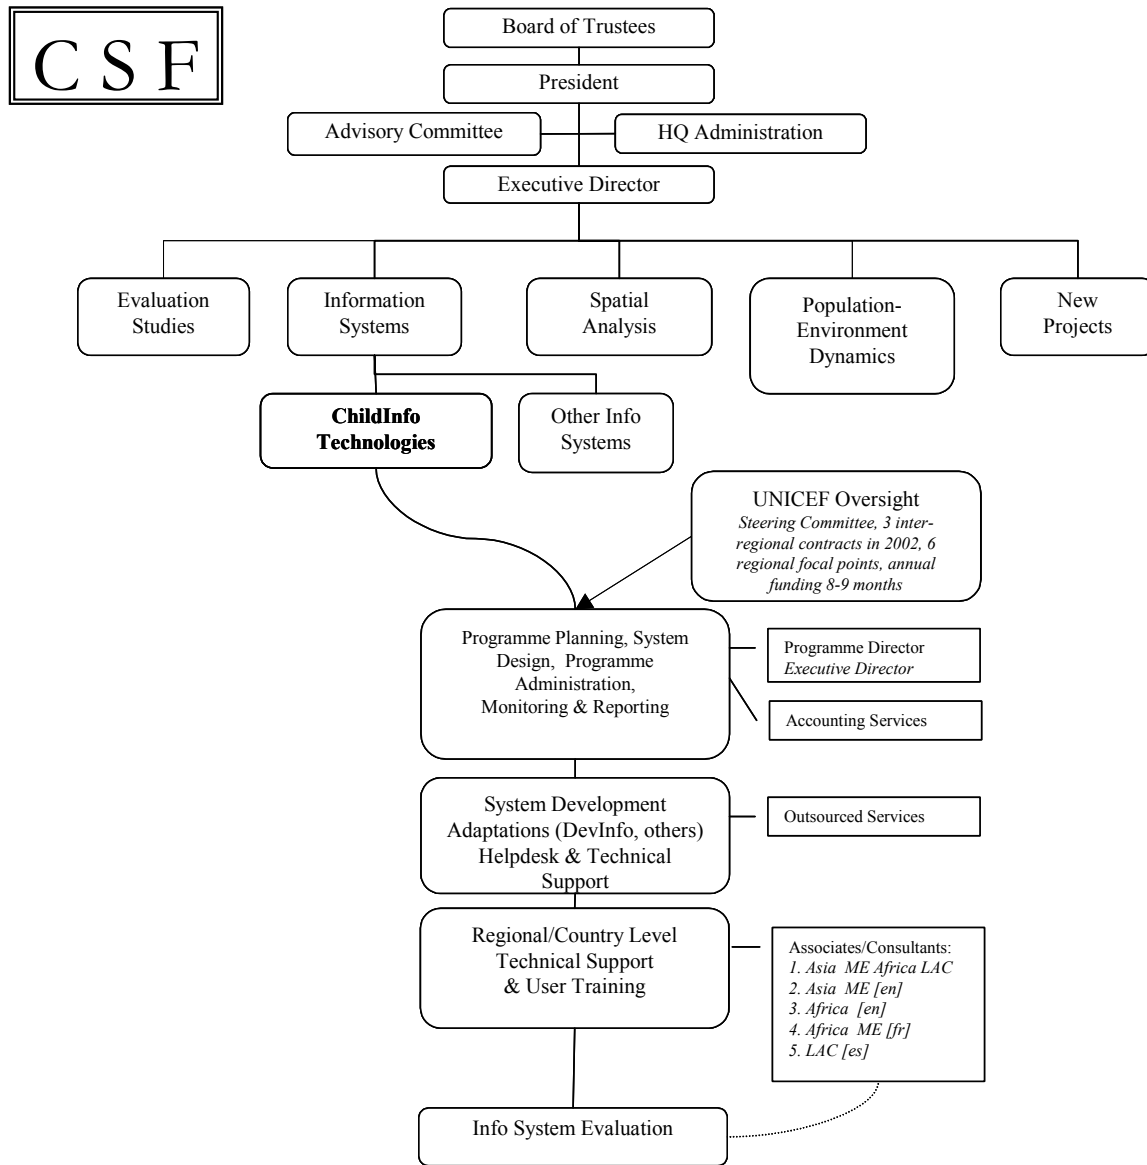 C S F
Board of Trustees
President
Advisory Committee
HQ Administration
Executive Director
Evaluation
Studies
Information
Systems
Spatial
Analysis
Population-
Environment
Dynamics
New
Projects
ChildInfo
Technologies
Other Info
Systems
UNICEF Oversight
Steering Committee, 3 inter-
regional contracts in 2002, 6
regional focal points, annual
funding 8-9 months
Programme Planning, System
Design, Programme
Administration,
Monitoring & Reporting
Programme Director
Executive Director
Accounting Services
System Development
Adaptations (DevInfo, others)
Helpdesk & Technical
Support
Outsourced Services
Regional/Country Level
Technical Support
& User Training
Associates/Consultants:
1. Asia ME Africa LAC
2. Asia ME [en]
3. Africa [en]
4. Africa ME [fr]
5. LAC [es]
Info System Evaluation